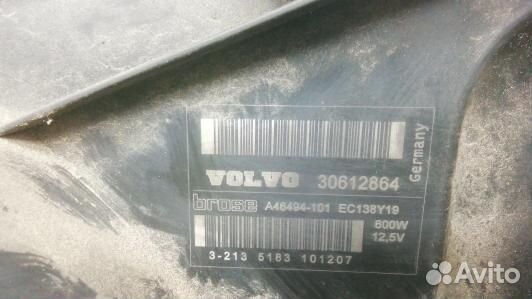 VOLVO 30612864
Germany
brose A46494-101 EC138Y19
600W
12,5V
3-213 5183 101207
Avito